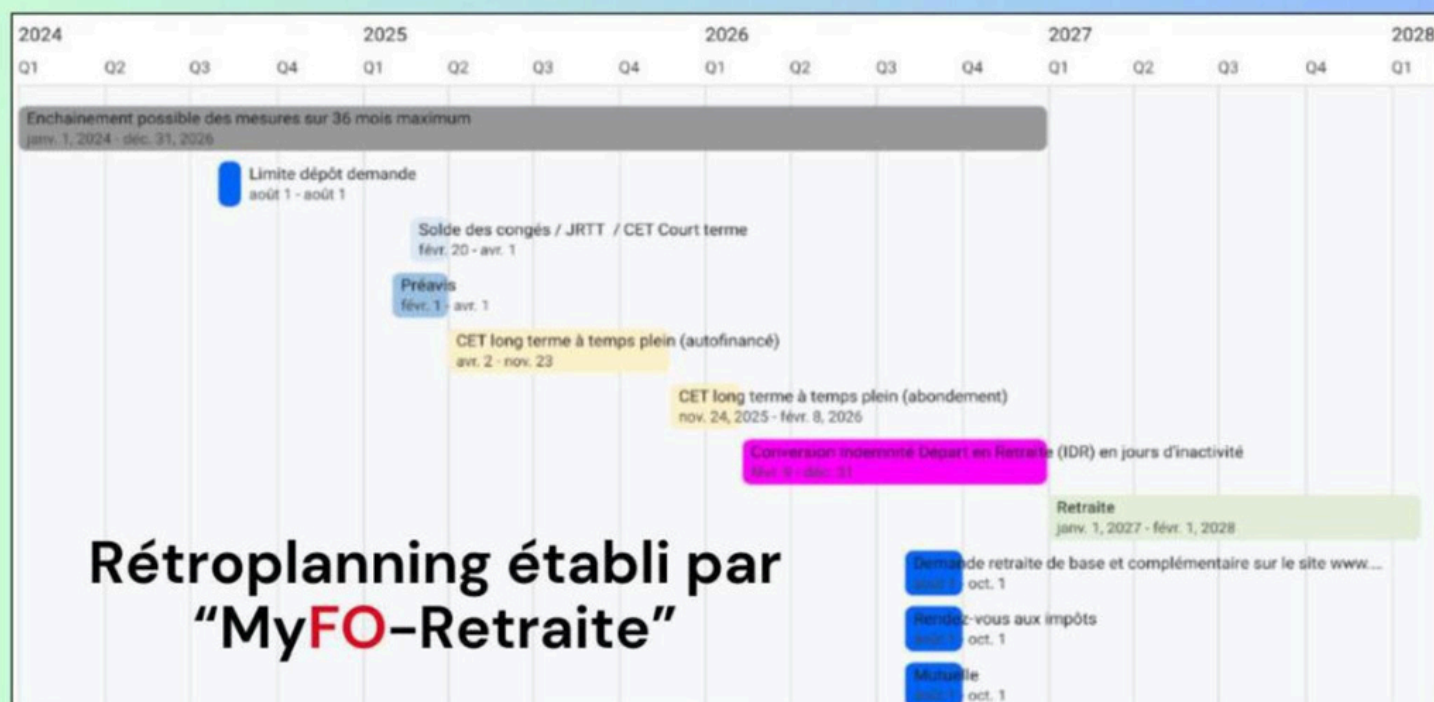 2024 2025 2026 2027 2028
Q1 Q2 Q3 Q4 Q1 Q2 Q3 Q4 Q1 Q2 Q3 Q4 Q1 Q2 Q3 Q4 Q1
Enchainement possible des mesures sur 36 mois maximum
janv. 1, 2024 - déc. 31, 2026
Limite dépôt demande
août 1 - août 1
Solde des congés / JRTT / CET Court terme
févr. 20 - avr. 1
Préavis
févr. 1 - avr. 1
CET long terme à temps plein (autofinancé)
avr. 2 - nov. 23
CET long terme à temps plein (abondement)
nov. 24, 2025 - févr. 8, 2026
Conversion Indemnité Départ en Retraite (IDR) en jours d'inactivité
févr. 9 - déc. 31
Retraite
janv. 1, 2027 - févr. 1, 2028
Demande retraite de base et complémentaire sur le site www....
août 1 - oct. 1
Rendez-vous aux impôts
août 1 - oct. 1
Mutuelle
août 1 - oct. 1
Rétroplanning établi par
“MyFO-Retraite”